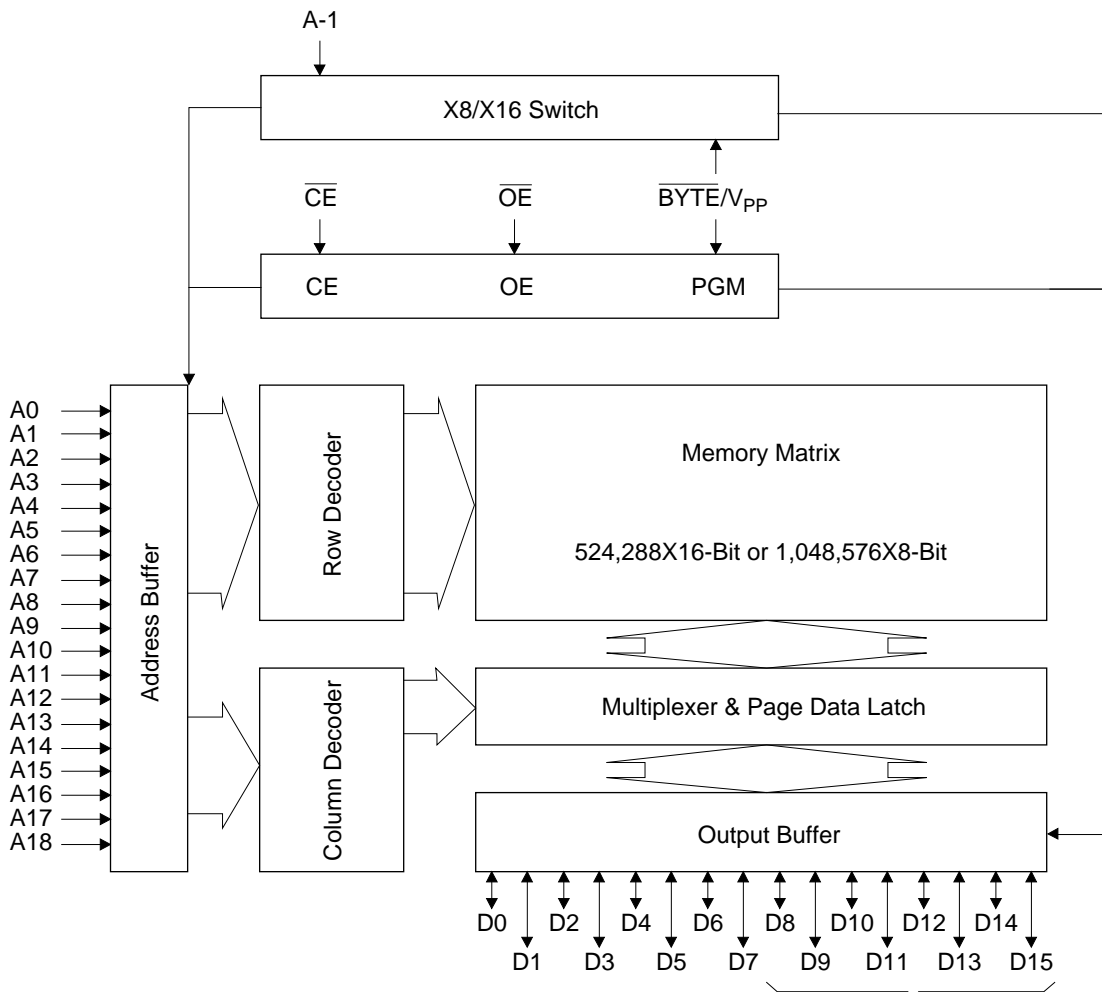 A-1
X8/X16 Switch
CE OE BYTE/VPP
CE OE PGM
A0
A1
A2
A3
A4
A5
A6
A7
A8
A9
A10
A11
A12
A13
A14
A15
A16
A17
A18
Address Buffer
Row Decoder
Column Decoder
Memory Matrix
524,288X16-Bit or 1,048,576X8-Bit
Multiplexer & Page Data Latch
Output Buffer
D0 D2 D4 D6 D8 D10 D12 D14
D1 D3 D5 D7 D9 D11 D13 D15